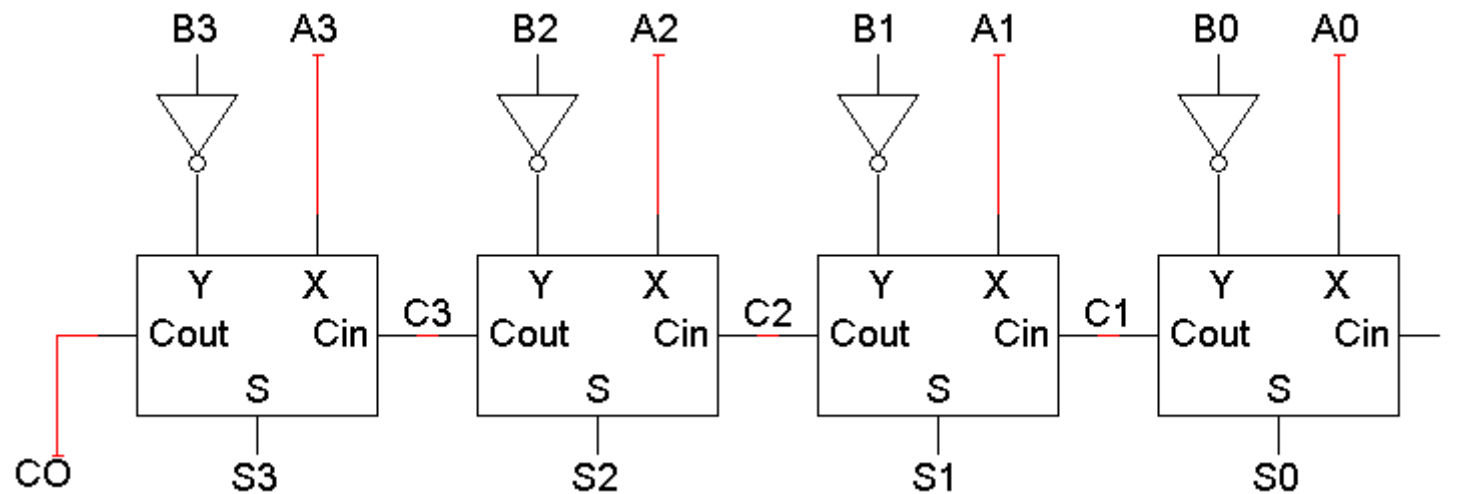 B3 A3 B2 A2 B1 A1 B0 A0
Y X Y X Y X Y X
Cout Cin C3 Cout Cin C2 Cout Cin C1 Cout Cin
S S S S
CO S3 S2 S1 S0